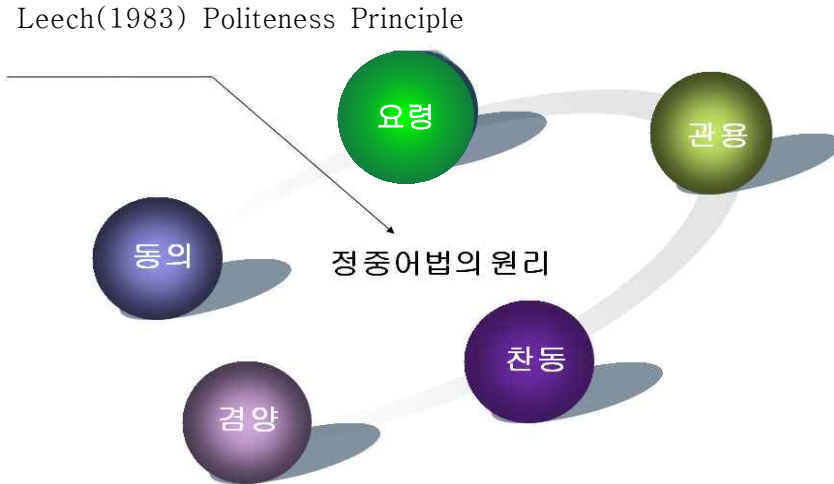 Leech(1983) Politeness Principle
요령
관용
동의
정중어법의 원리
찬동
겸양